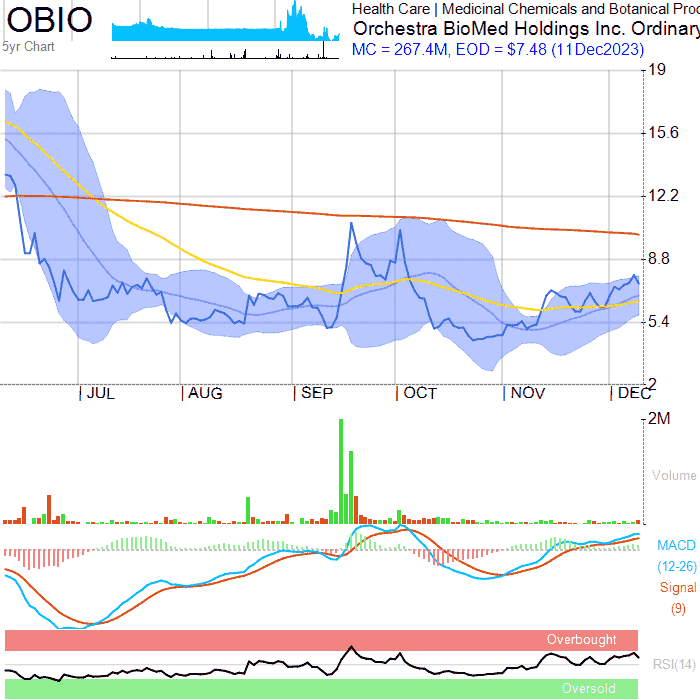 OBIO
5yr Chart
Health Care | Medicinal Chemicals and Botanical Prod
Orchestra BioMed Holdings Inc. Ordinary
MC = 267.4M, EOD = $7.48 (11Dec2023)
19
15.6
12.2
8.8
5.4
2
JUL AUG SEP OCT NOV DEC
2M
Volume
MACD
(12-26)
Signal
(9)
Overbought
RSI(14)
Oversold